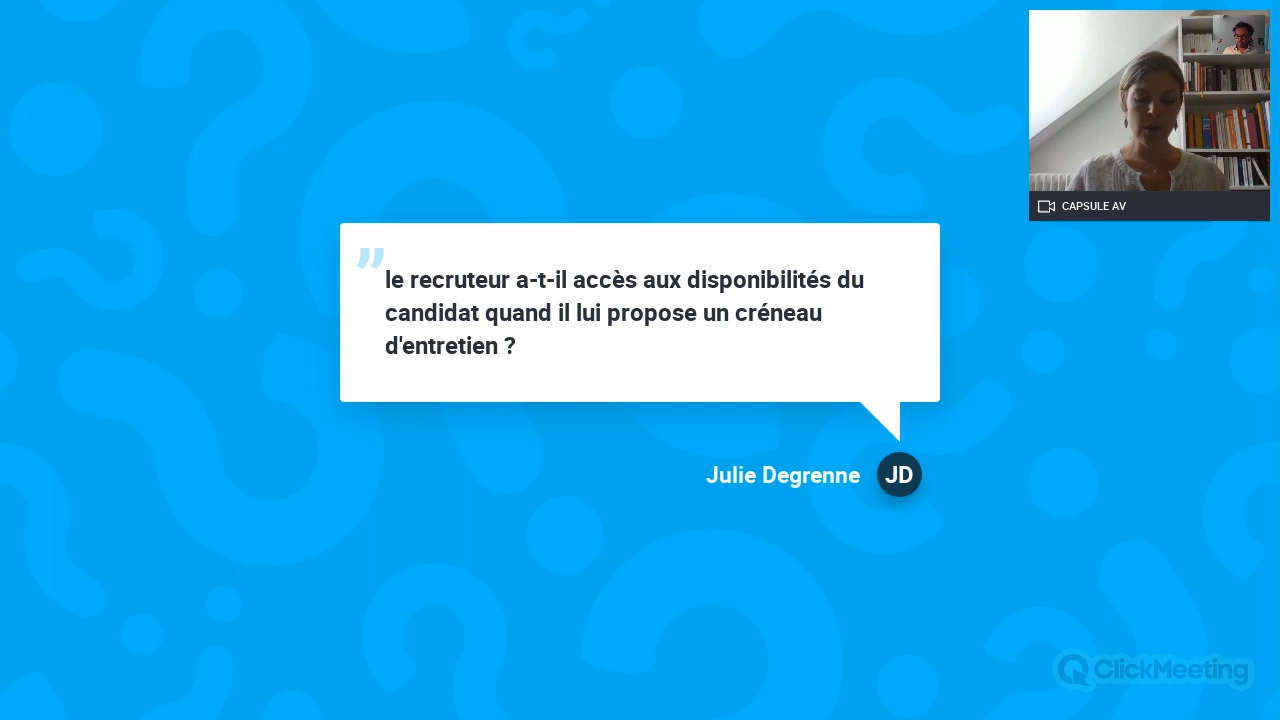 CAPSULE AV
le recruteur a-t-il accès aux disponibilités du
candidat quand il lui propose un créneau
d'entretien ?
Julie Degrenne
JD
ClickMeeting